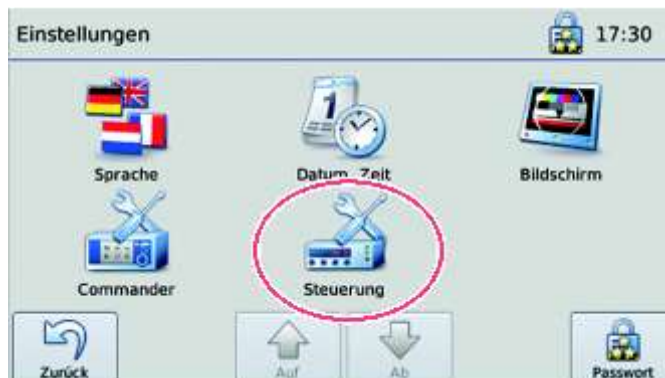 Einstellungen
17:30
Sprache
Datum, Zeit
Bildschirm
Commander
Steuerung
Zurück
Auf
Ab
Passwort